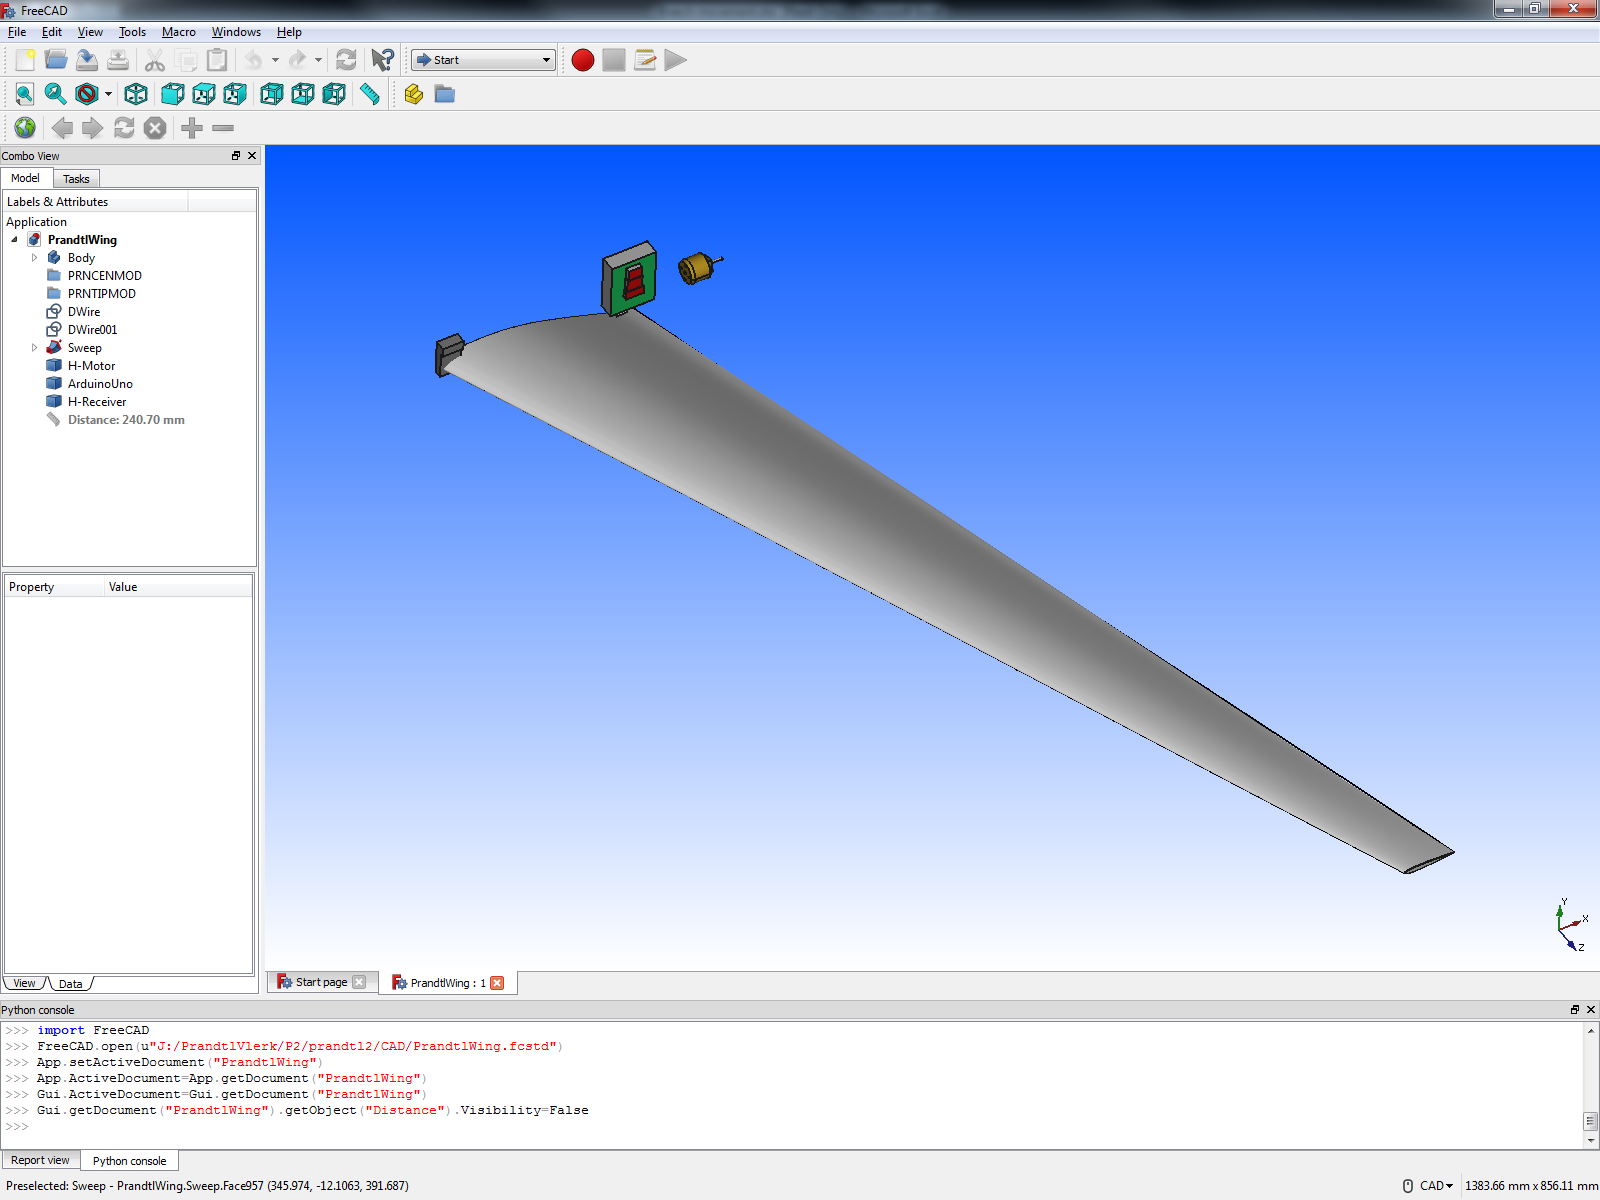 FreeCAD
File Edit View Tools Macro Windows Help
Start
Combo View
Model Tasks
Labels & Attributes
Application
PrandtlWing
Body
PRNCENMOD
PRNTIPMOD
DWire
DWire001
Sweep
H-Motor
ArduinoUno
H-Receiver
Distance: 240.70 mm
Property Value
View Data
Y
X
Z
Start page PrandtlWing : 1
Python console
>>> import FreeCAD
>>> FreeCAD.open(u"J:/PrandtlVlerk/P2/prandtl2/CAD/PrandtlWing.fcstd")
>>> App.setActiveDocument("PrandtlWing")
>>> App.ActiveDocument=App.getDocument("PrandtlWing")
>>> Gui.ActiveDocument=Gui.getDocument("PrandtlWing")
>>> Gui.getDocument("PrandtlWing").getObject("Distance").Visibility=False
>>>
Report view Python console
Preselected: Sweep - PrandtlWing.Sweep.Face957 (345.974, -12.1063, 391.687) CAD 1383.66 mm x 856.11 mm